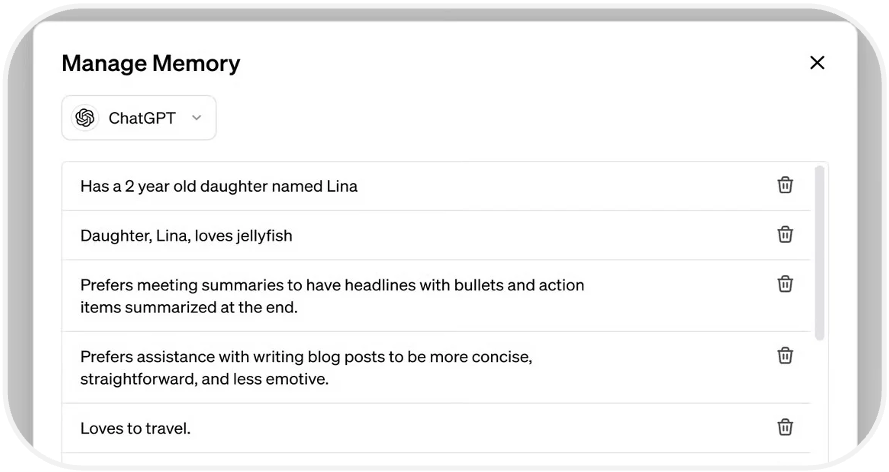 Manage Memory
ChatGPT
Has a 2 year old daughter named Lina
Daughter, Lina, loves jellyfish
Prefers meeting summaries to have headlines with bullets and action
items summarized at the end.
Prefers assistance with writing blog posts to be more concise,
straightforward, and less emotive.
Loves to travel.